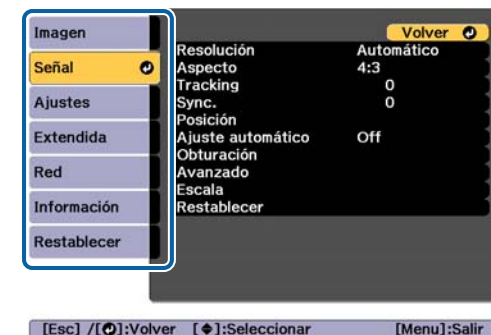 Imagen
Señal
Ajustes
Extendida
Red
Información
Restablecer
Volver
Resolución Automático
Aspecto 4:3
Tracking 0
Sync. 0
Posición
Ajuste automático Off
Obturación
Avanzado
Escala
Restablecer
[Esc] /[ ]:Volver [ ]:Seleccionar [Menu]:Salir